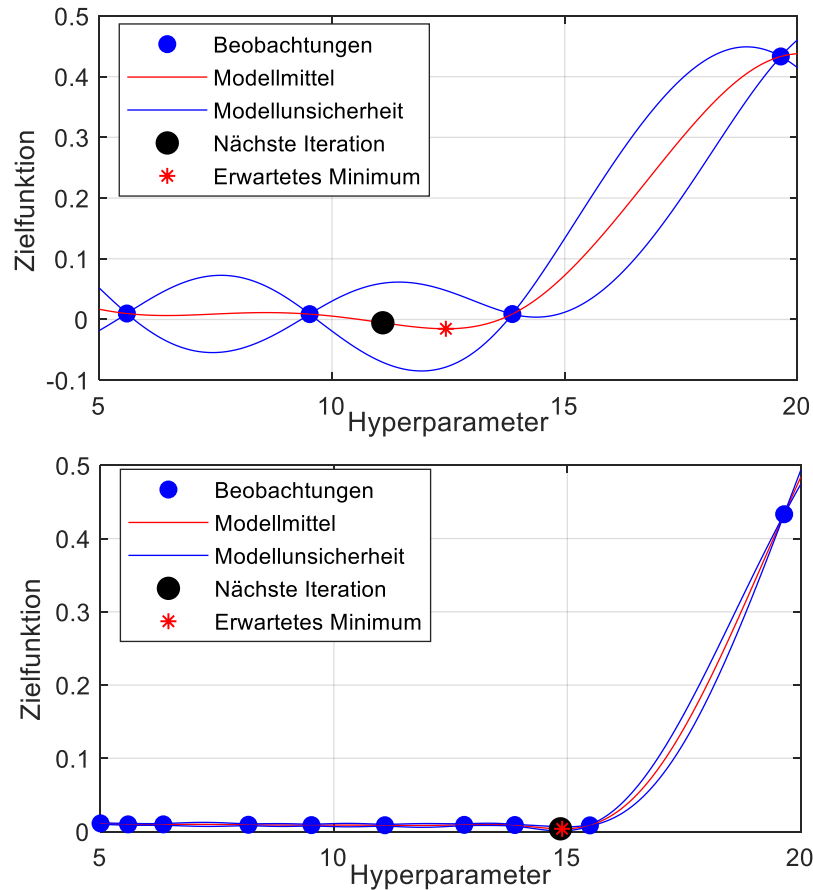 0.5
0.4
0.3
0.2
0.1
0
-0.1
Zielfunktion
Beobachtungen
Modellmittel
Modellunsicherheit
Nächste Iteration
Erwartetes Minimum
5 10 15 20
Hyperparameter
0.5
0.4
0.3
0.2
0.1
0
Zielfunktion
Beobachtungen
Modellmittel
Modellunsicherheit
Nächste Iteration
Erwartetes Minimum
5 10 15 20
Hyperparameter